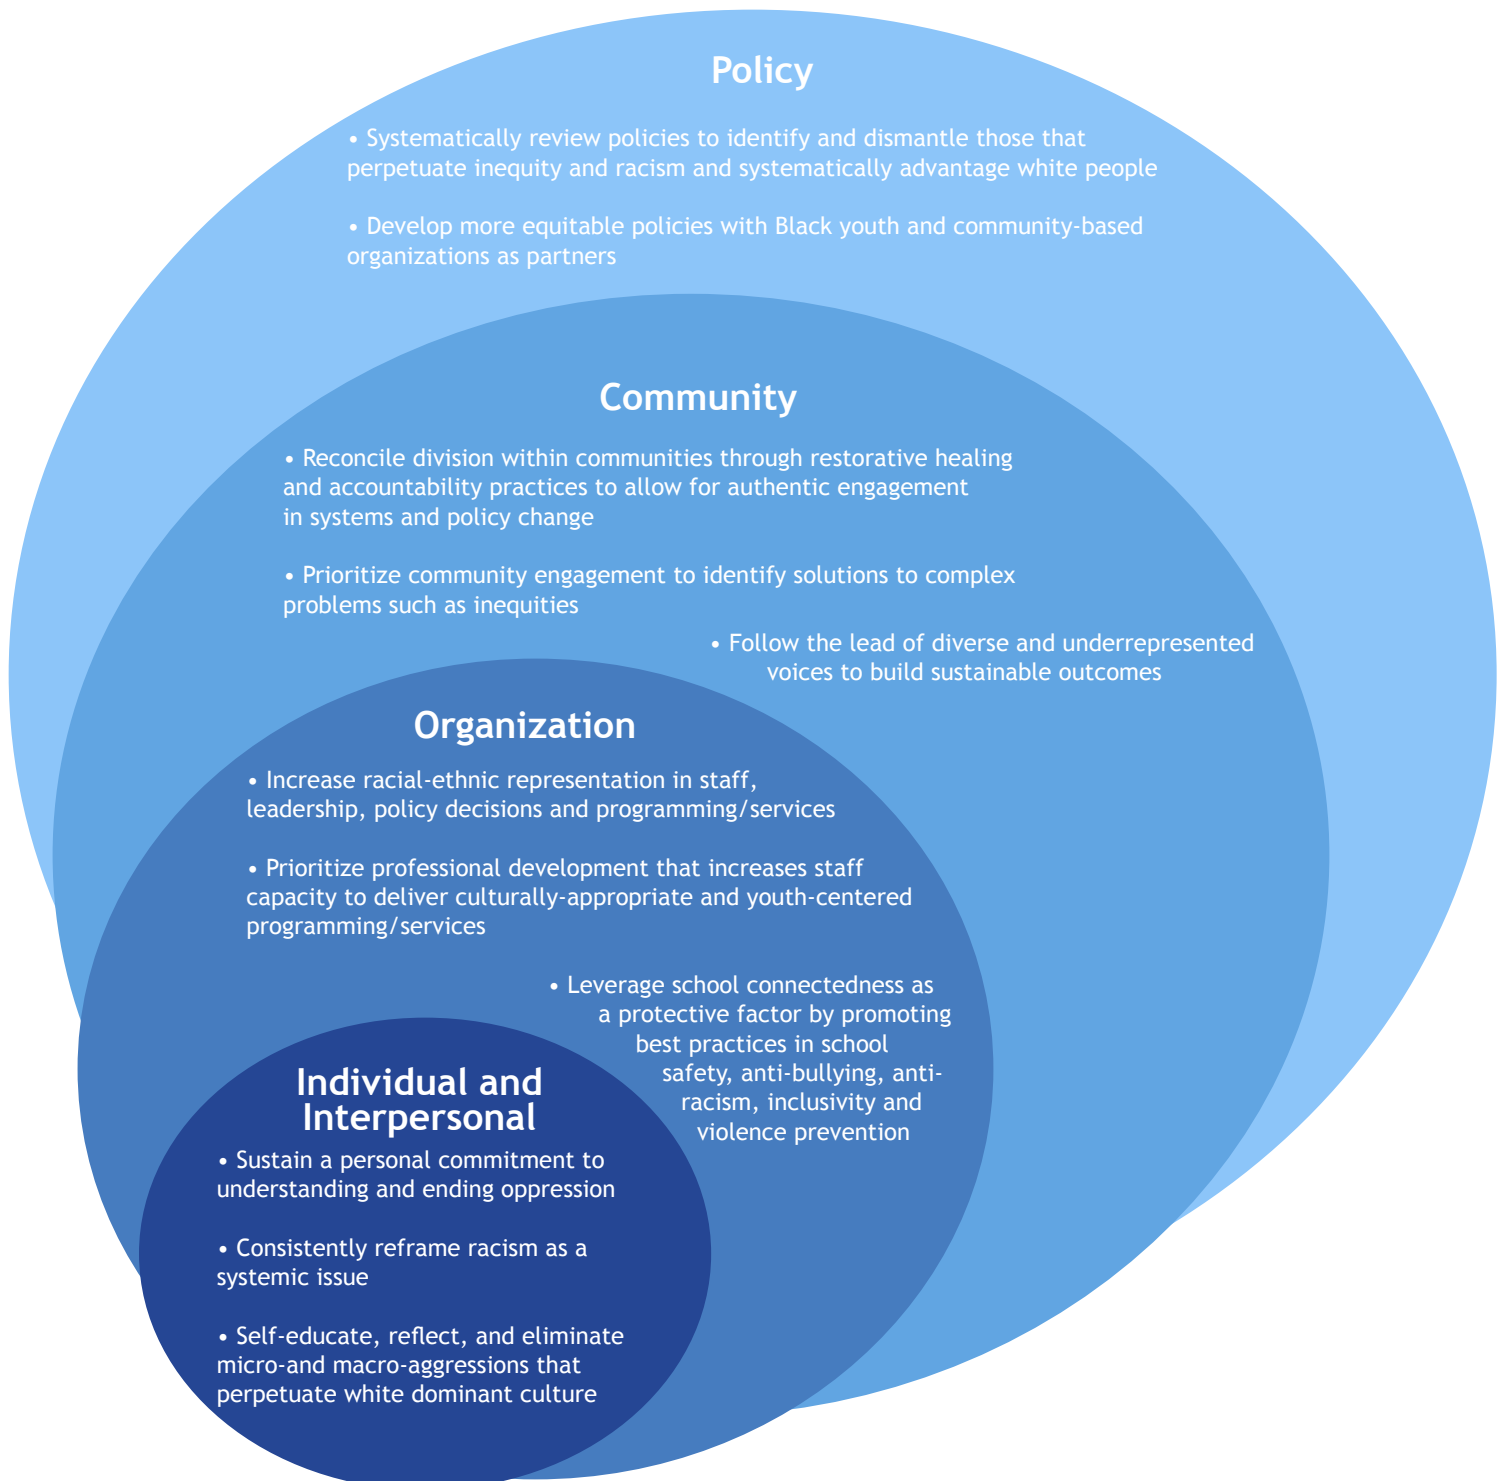 Policy
• Systematically review policies to identify and dismantle those that
perpetuate inequity and racism and systematically advantage white people
• Develop more equitable policies with Black youth and community-based
organizations as partners
Community
• Reconcile division within communities through restorative healing
and accountability practices to allow for authentic engagement
in systems and policy change
• Prioritize community engagement to identify solutions to complex
problems such as inequities
• Follow the lead of diverse and underrepresented
voices to build sustainable outcomes
Organization
• Increase racial-ethnic representation in staff,
leadership, policy decisions and programming/services
• Prioritize professional development that increases staff
capacity to deliver culturally-appropriate and youth-centered
programming/services
• Leverage school connectedness as
a protective factor by promoting
best practices in school
safety, anti-bullying, anti-
racism, inclusivity and
violence prevention
Individual and
Interpersonal
• Sustain a personal commitment to
understanding and ending oppression
• Consistently reframe racism as a
systemic issue
• Self-educate, reflect, and eliminate
micro-and macro-aggressions that
perpetuate white dominant culture